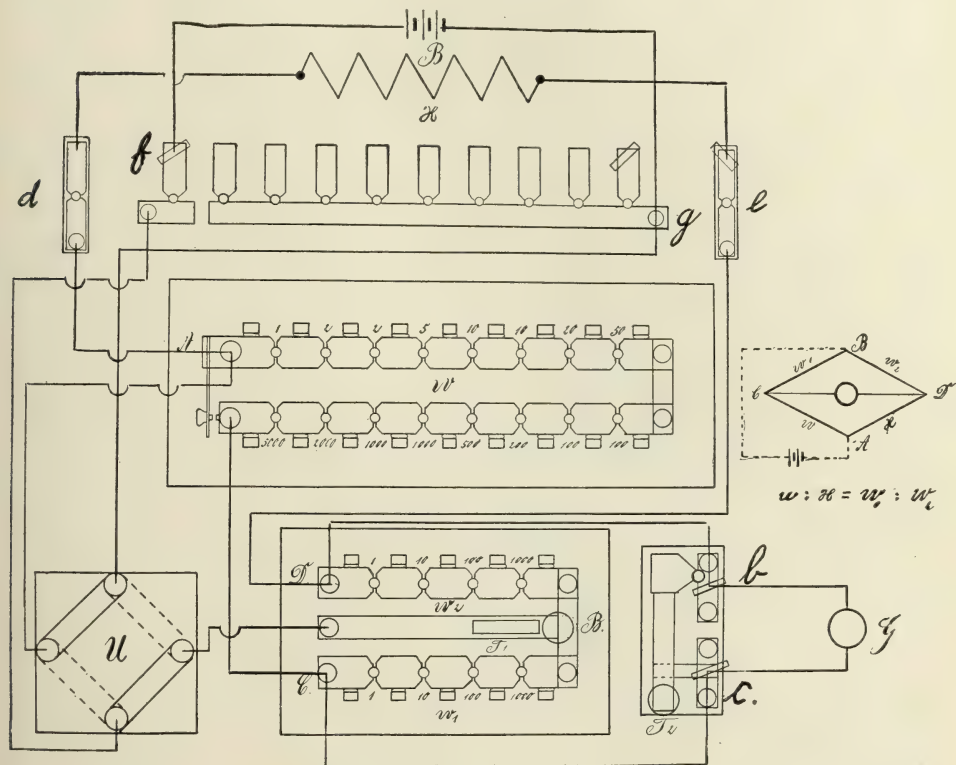 B
x
f
d
g
e
A
1 2 2 5 10 10 20 50
W
5000 2000 1000 1000 500 200 100 100
B
w¹ w₂
C D
w x
A
w : x = w₁ : w₂
D
1 10 100 1000
w₂
b
U
T₁
B.
G
C.
1 10 100 1000
w₁
c.
T₂